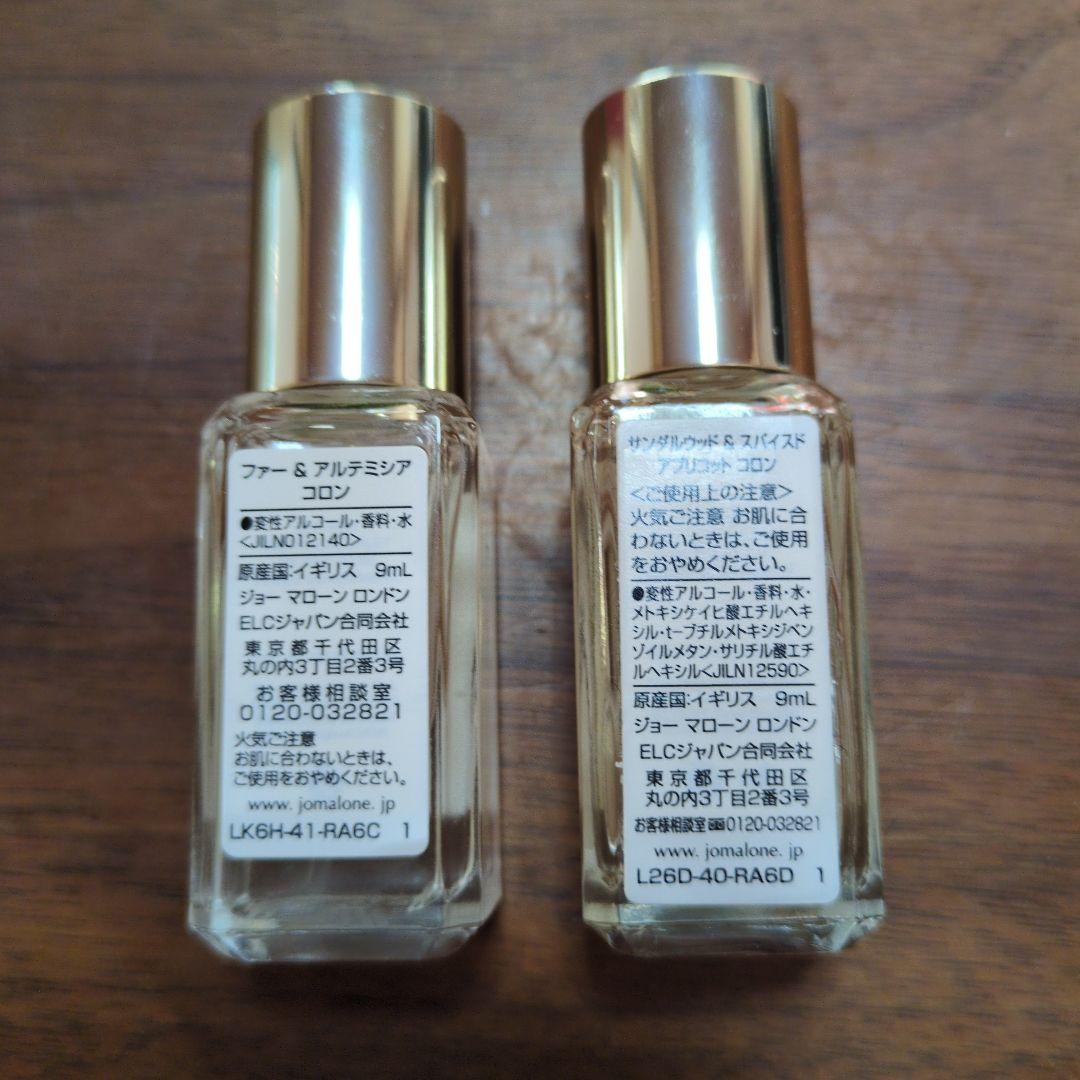 ファー & アルテミシア
コロン
●変性アルコール・香料・水
<JILN012140>
原産国:イギリス 9mL
ジョー マローン ロンドン
ELCジャパン合同会社
東京都千代田区
丸の内3丁目2番3号
お客様相談室
0120-032821
火気ご注意
お肌に合わないときは、
ご使用をおやめください。
www. jomalone. jp
LK6H-41-RA6C 1
サンダルウッド & スパイスド
アプリコット コロン
<ご使用上の注意>
火気ご注意 お肌に合
わないときは、ご使用
をおやめください。
●変性アルコール・香料・水・
メトキシケイヒ酸エチルヘキ
シル・t-ブチルメトキシジベン
ゾイルメタン・サリチル酸エチ
ルヘキシル<JILN12590>
原産国:イギリス 9mL
ジョー マローン ロンドン
ELCジャパン合同会社
東京都千代田区
丸の内3丁目2番3号
お客様相談室 0120-032821
www. jomalone. jp
L26D-40-RA6D 1